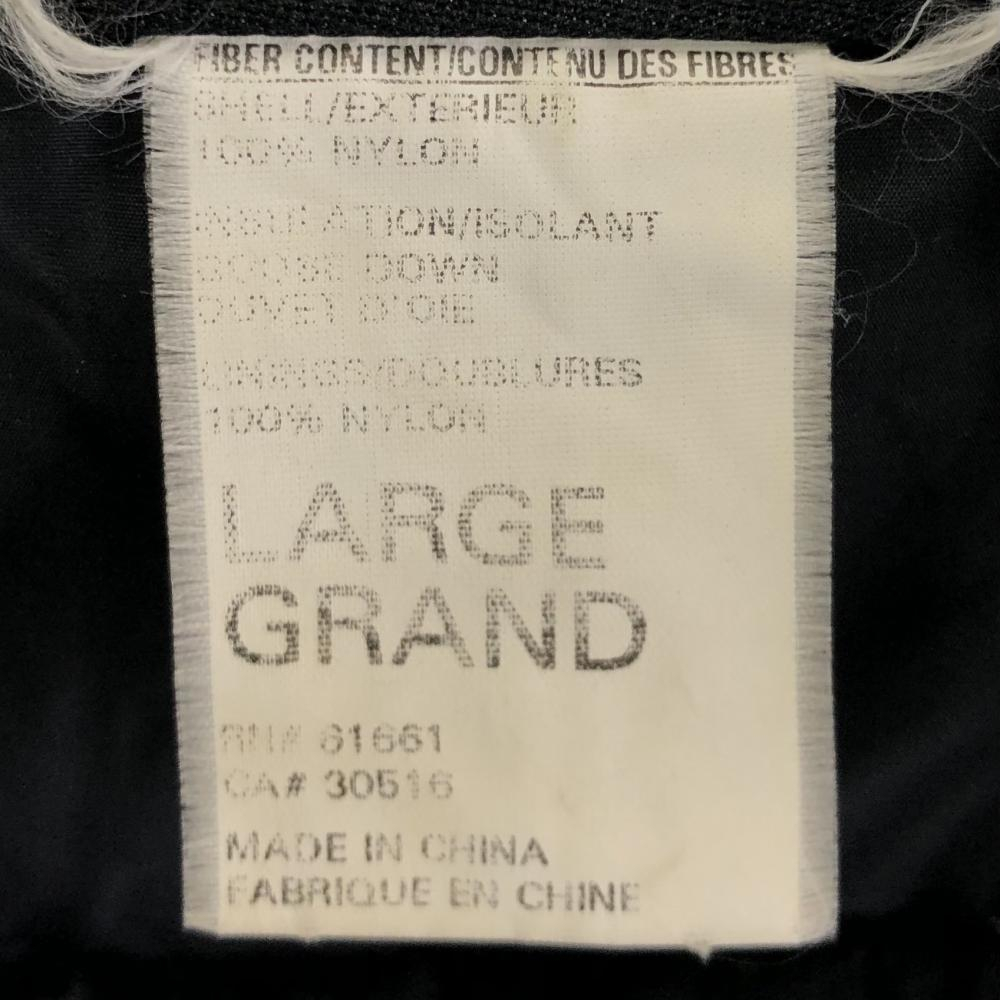 FIBER CONTENT/CONTENU DES FIBRES
SHELL/EXTERIEUR
100% NYLON
INSULATION/ISOLANT
GOOSE DOWN
DUVET D'OIE
LININGS/DOUBLURES
100% NYLON
LARGE
GRAND
RN# 61661
CA# 30516
MADE IN CHINA
FABRIQUE EN CHINE